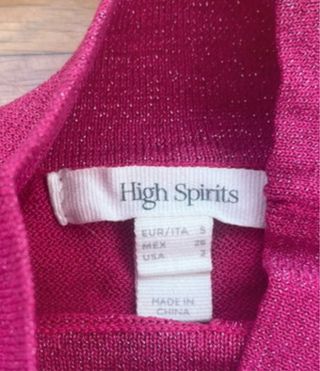 High Spirits
EUR/ITA S
MEX 26
USA 2
MADE IN
CHINA